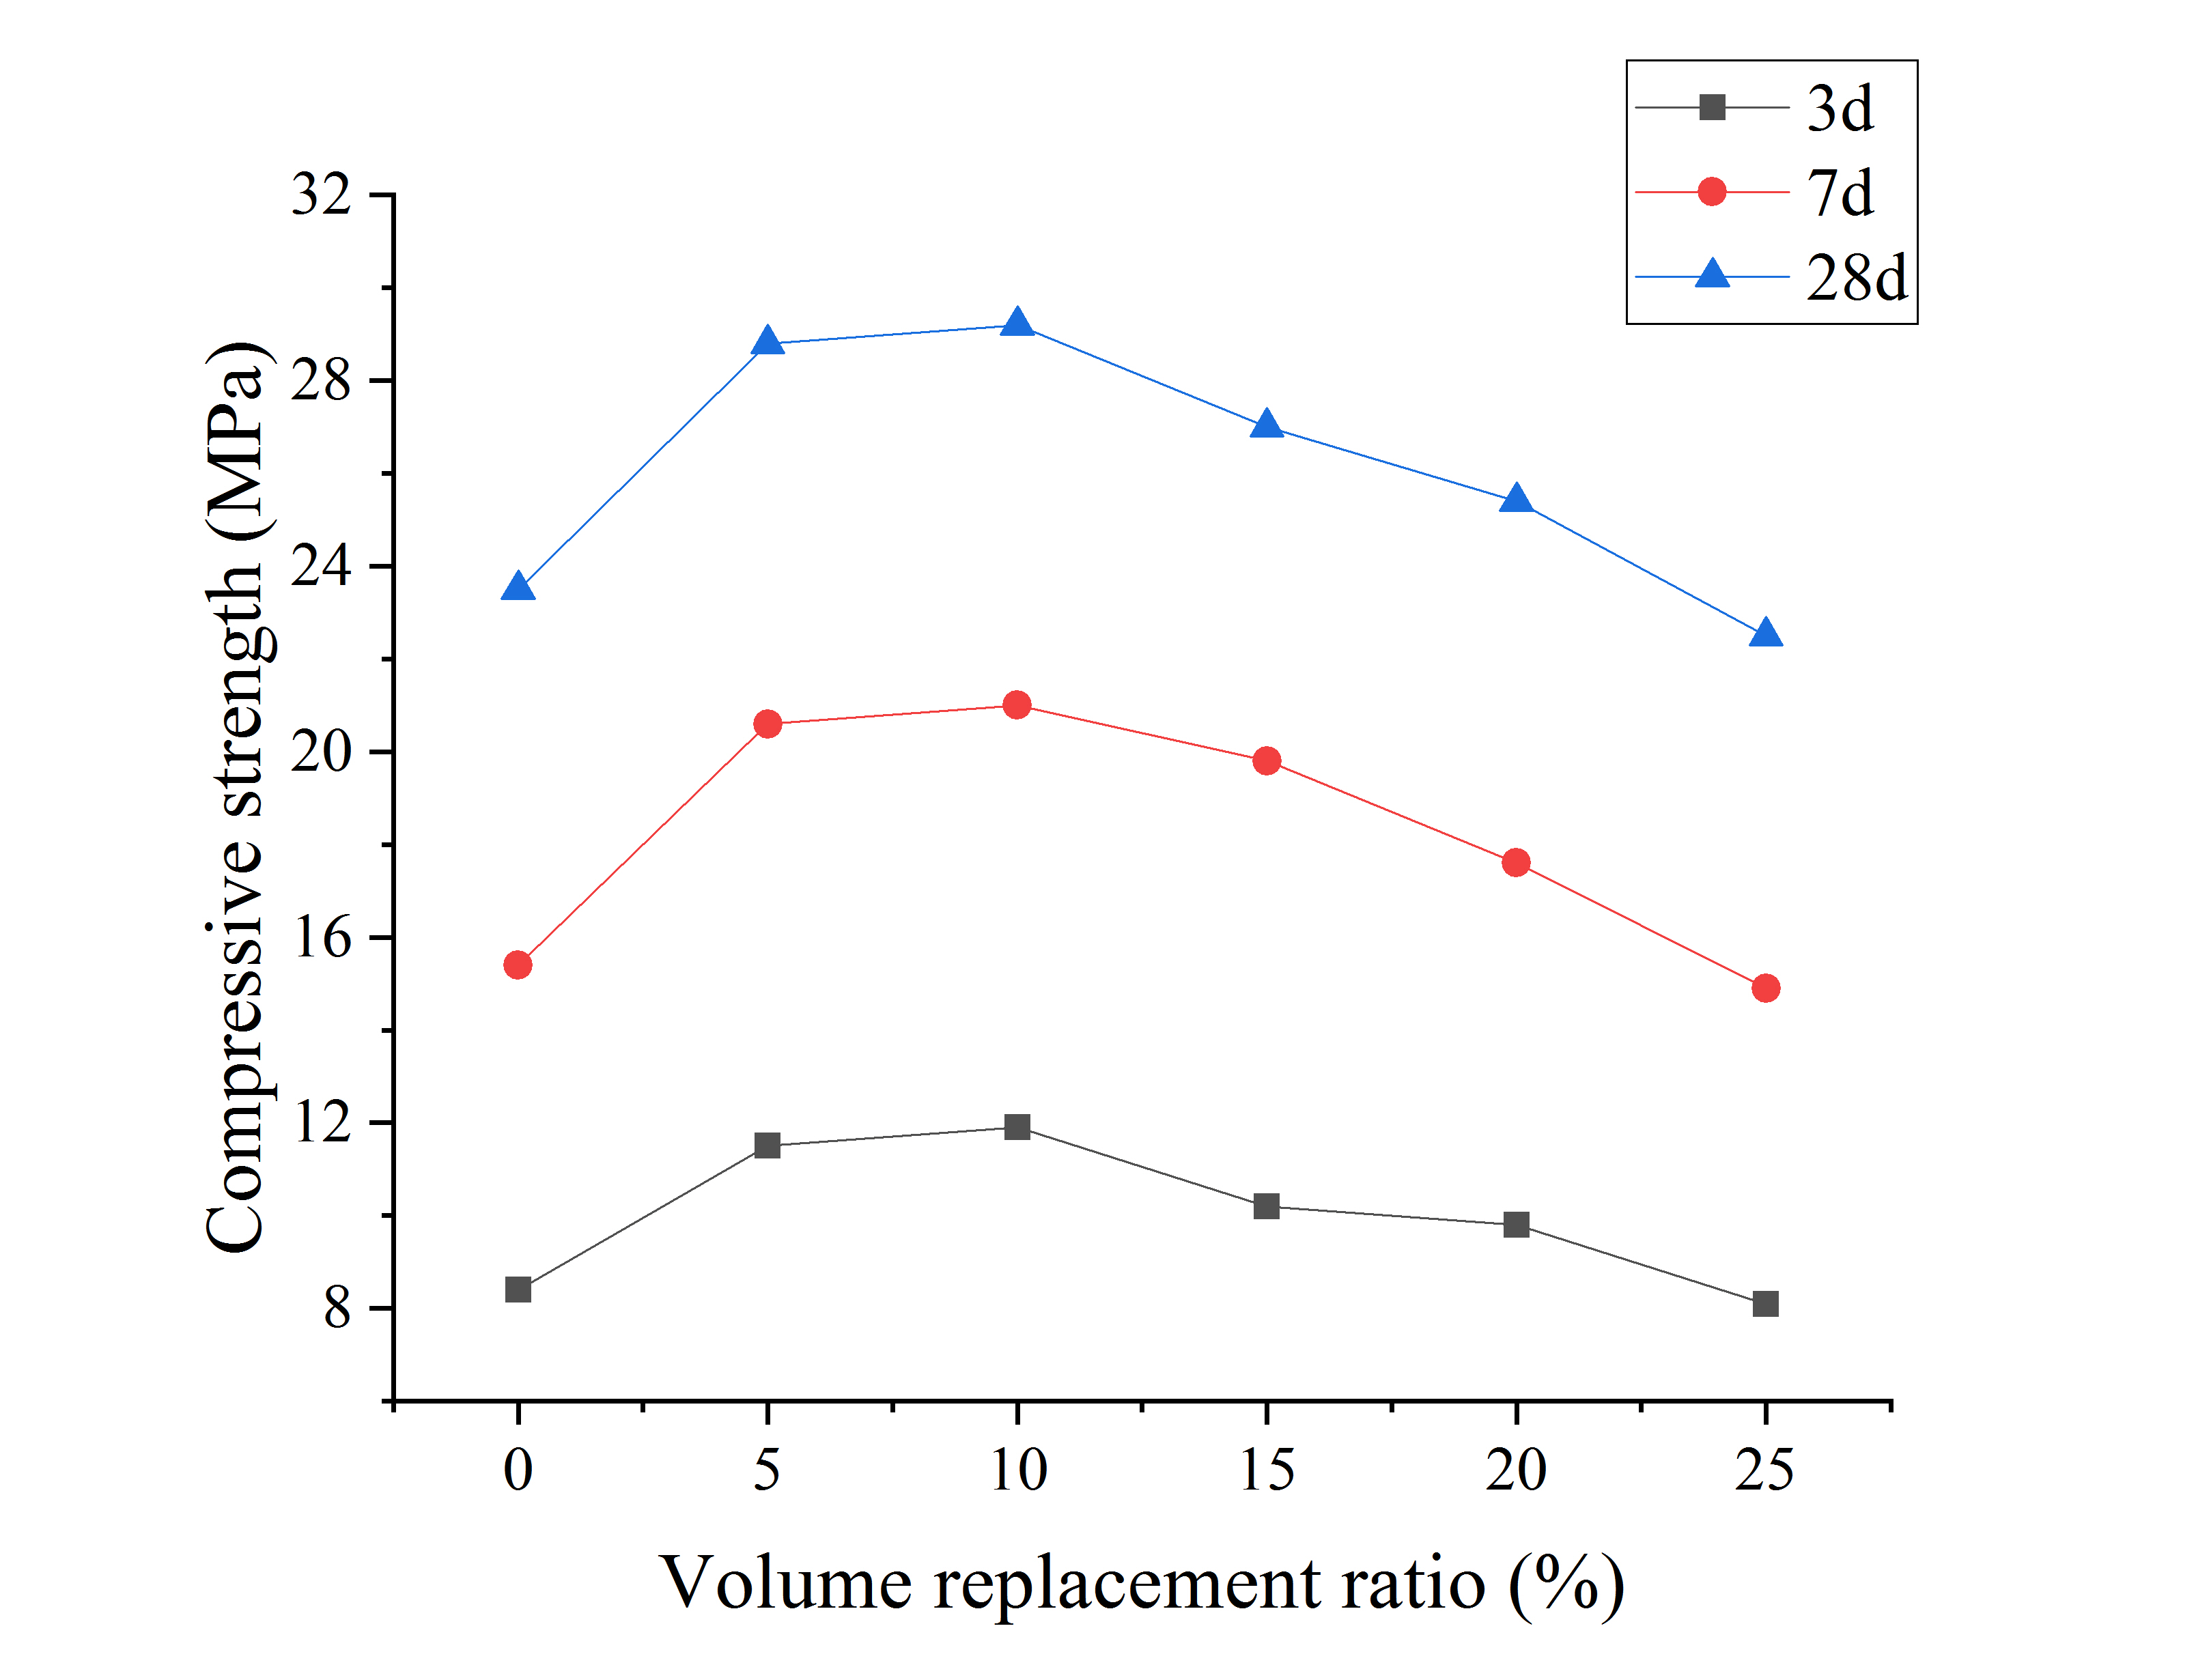 3d
7d
28d
32
28
24
20
16
12
8
Compressive strength (MPa)
0 5 10 15 20 25
Volume replacement ratio (%)